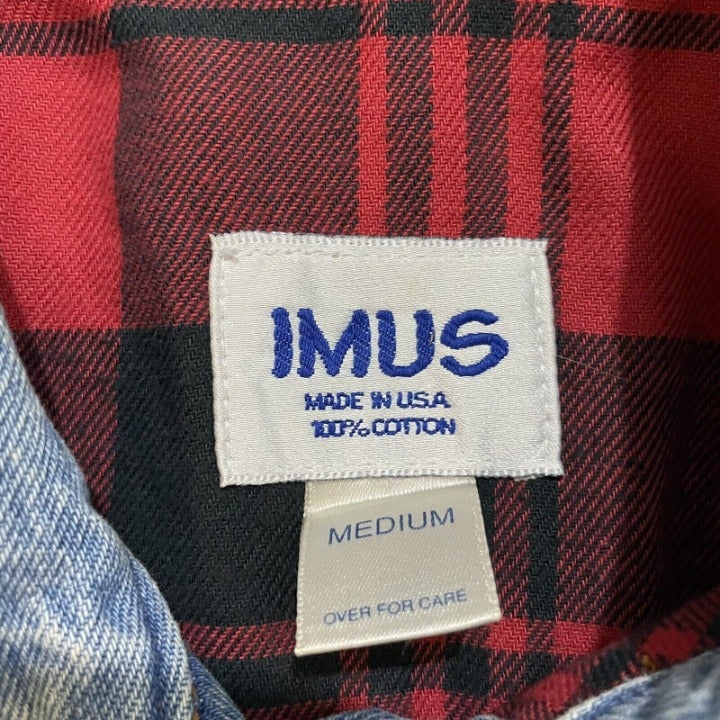 IMUS
MADE IN U.S.A.
100% COTTON
MEDIUM
OVER FOR CARE